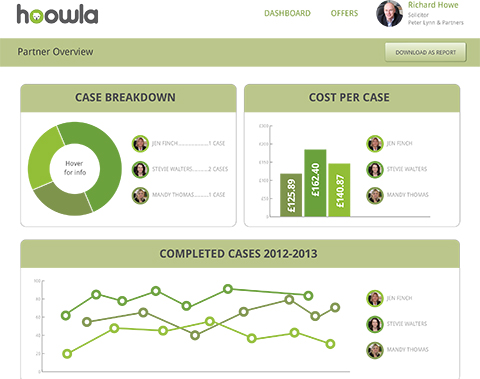 hoowla
DASHBOARD OFFERS
Richard Howe
Solicitor
Peter Lynn & Partners
Partner Overview
DOWNLOAD AS REPORT
CASE BREAKDOWN
Hover
for info
JEN FINCH...............1 CASE
STEVIE WALTERS........2 CASES
MANDY THOMAS.........1 CASE
COST PER CASE
£200
£150
£100
£50
£0
£125.89
£162.40
£140.87
JEN FINCH
STEVIE WALTERS
MANDY THOMAS
COMPLETED CASES 2012-2013
100
80
60
40
20
0
JEN FINCH
STEVIE WALTERS
MANDY THOMAS